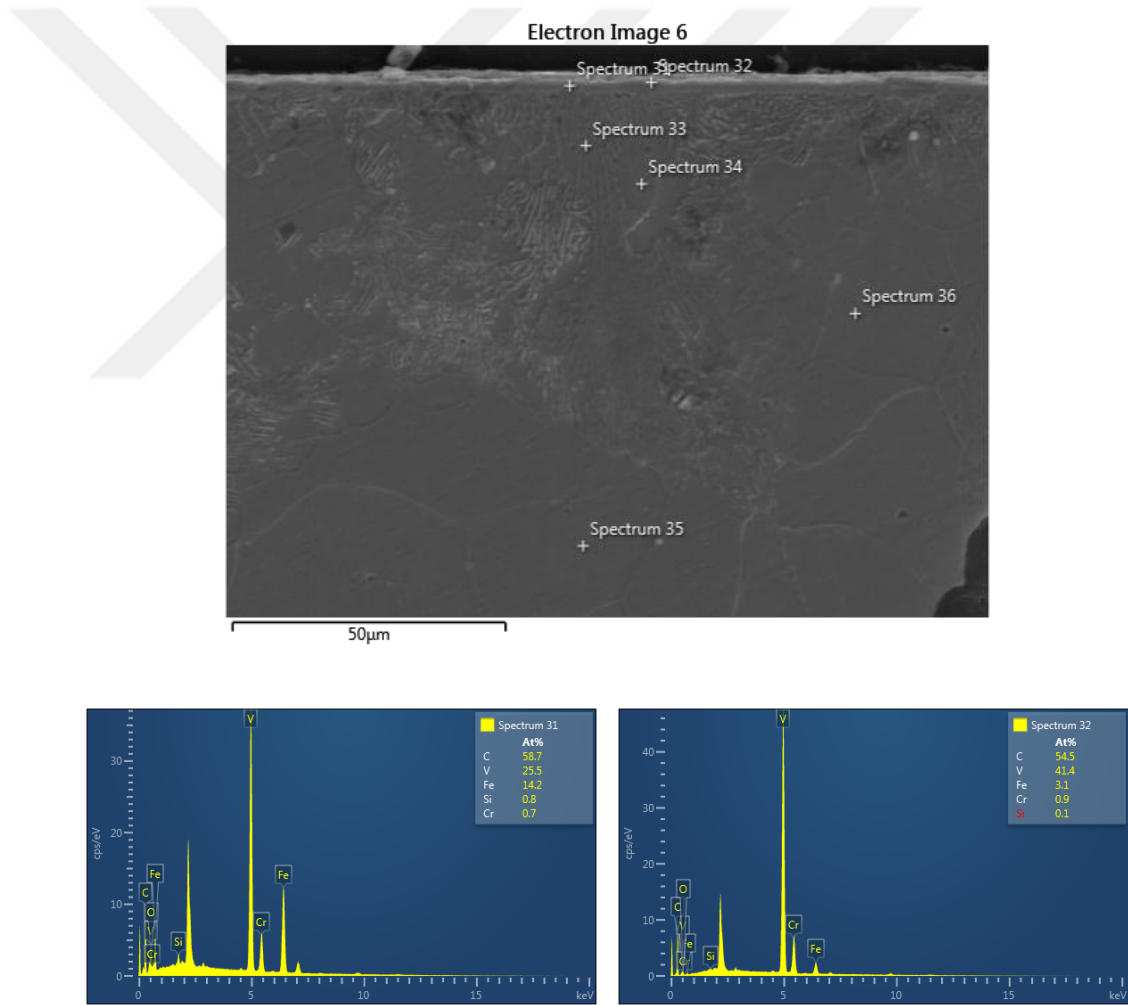 Electron Image 6
Spectrum 31
Spectrum 32
Spectrum 33
Spectrum 34
Spectrum 36
Spectrum 35
50µm
V
Spectrum 31
At%
C 58.7
V 25.5
Fe 14.2
Si 0.8
Cr 0.7
30
20
10
0
cps/eV
Fe
C
O
V
Cr
Si
Cr
Fe
0 5 10 15 keV
V
Spectrum 32
At%
C 54.5
V 41.4
Fe 3.1
Cr 0.9
Si 0.1
40
30
20
10
0
cps/eV
O
C
V
Fe
Si
Cr
Fe
0 5 10 15 keV